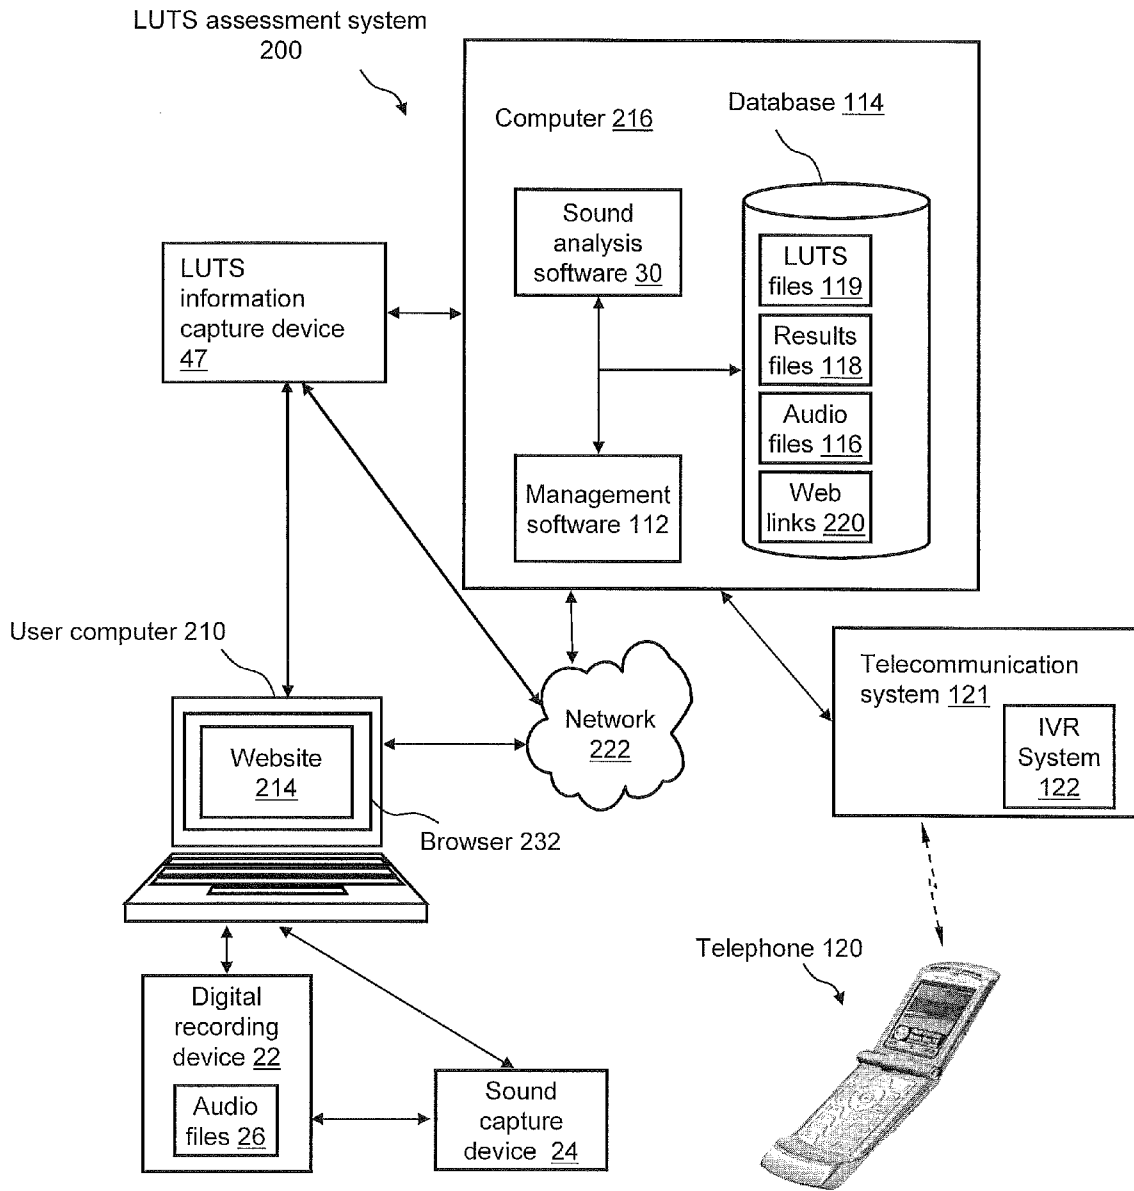 LUTS assessment system
200
Computer 216
Database 114
Sound
analysis
software 30
LUTS
files 119
Results
files 118
Audio
files 116
Web
links 220
Management
software 112
LUTS
information
capture device
47
User computer 210
Website
214
Browser 232
Network
222
Telecommunication
system 121
IVR
System
122
Telephone 120
Digital
recording
device 22
Audio
files 26
Sound
capture
device 24